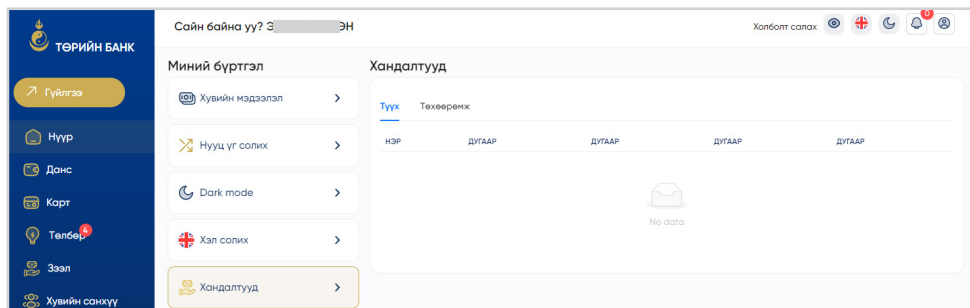 ТӨРИЙН БАНК
Гүйлгээ
Нүүр
Данс
Карт
Төлбөр 4
Зээл
Хувийн санхүү
Сайн байна уу? Э ЭН
Холболт салах
0
Миний бүртгэл
Хувийн мэдээлэл
Нууц үг солих
Dark mode
Хэл солих
Хандалтууд
Хандалтууд
Түүх Төхөөрөмж
НЭР ДУГААР ДУГААР ДУГААР ДУГААР
No data